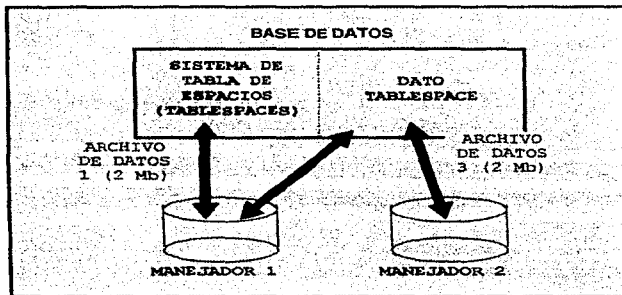 BASE DE DATOS
SISTEMA DE
TABLA DE
ESPACIOS
(TABLESPACES)
DATO
TABLESPACE
ARCHIVO
DE DATOS
1 (2 Mb)
ARCHIVO
DE DATOS
3 (2 Mb)
MANEJADOR 1
MANEJADOR 2